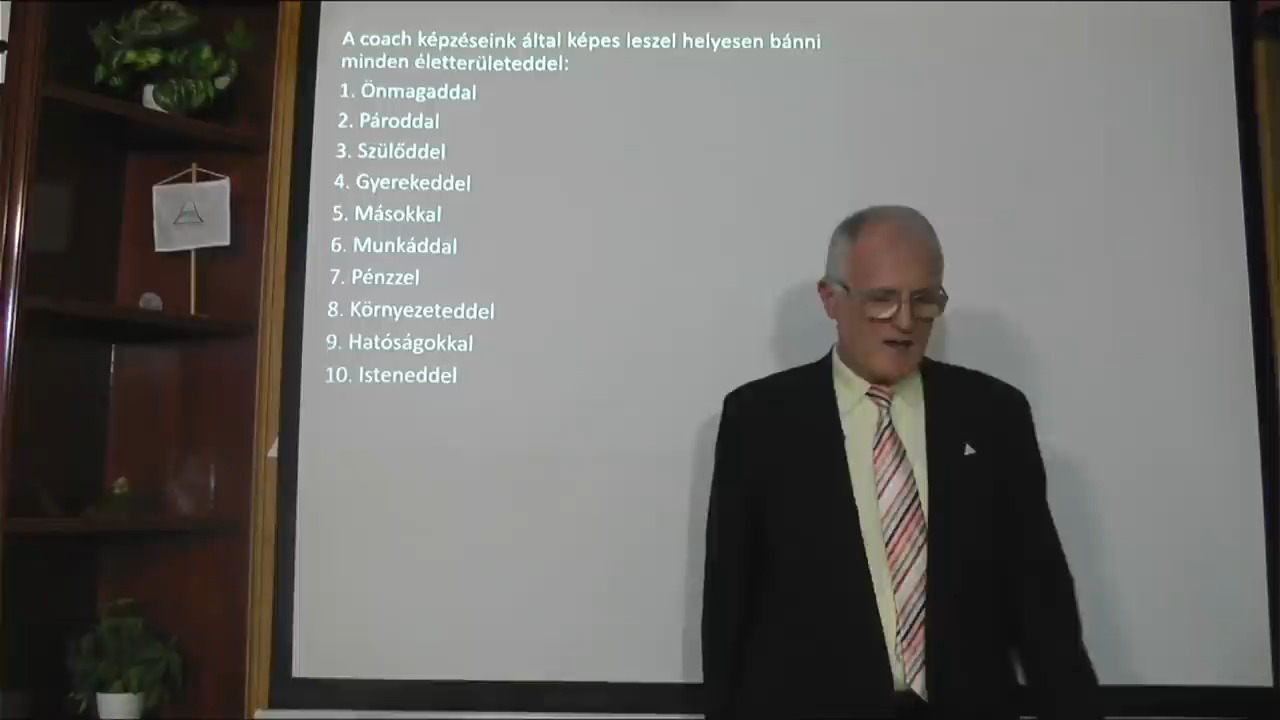 A coach képzéseink által képes leszel helyesen bánni
minden életterületeddel:
1. Önmagaddal
2. Pároddal
3. Szülőddel
4. Gyerekeddel
5. Másokkal
6. Munkáddal
7. Pénzzel
8. Környezeteddel
9. Hatóságokkal
10. Isteneddel